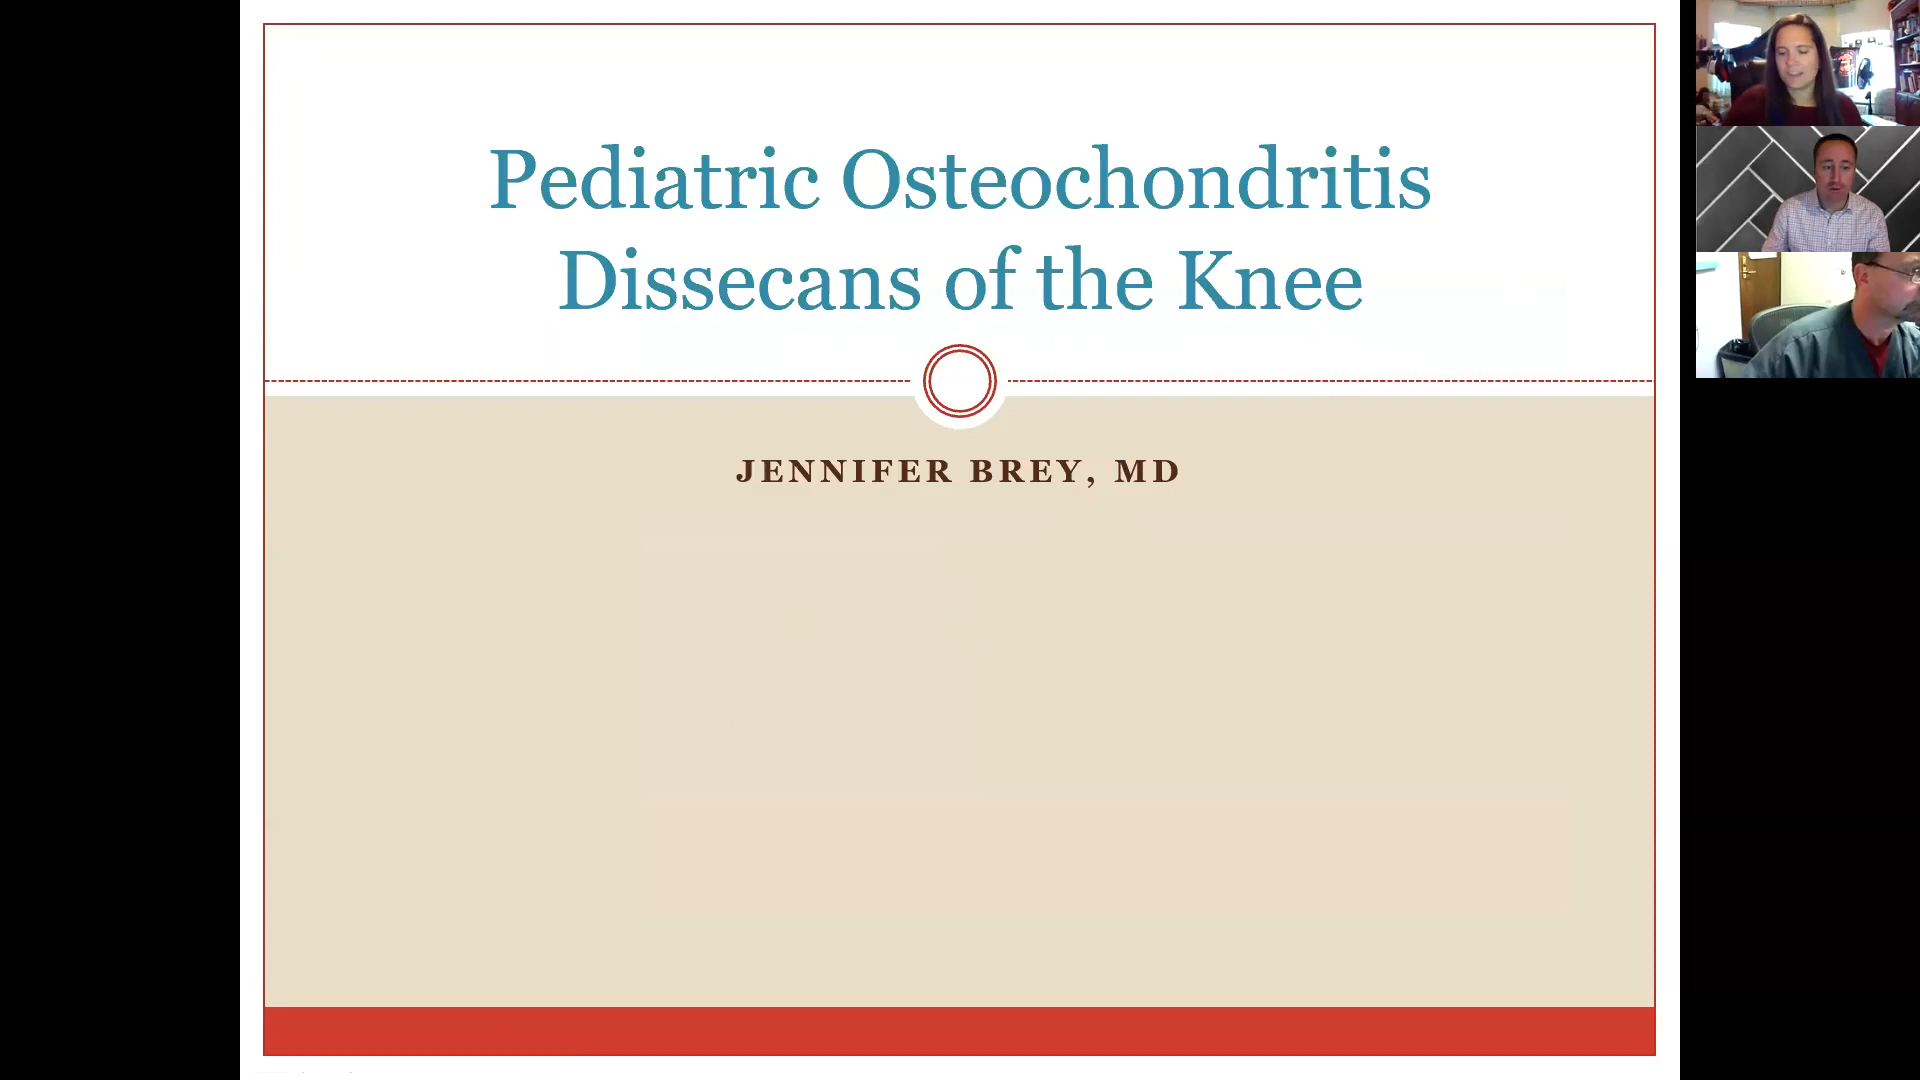 Pediatric Osteochondritis
Dissecans of the Knee
JENNIFER BREY, MD